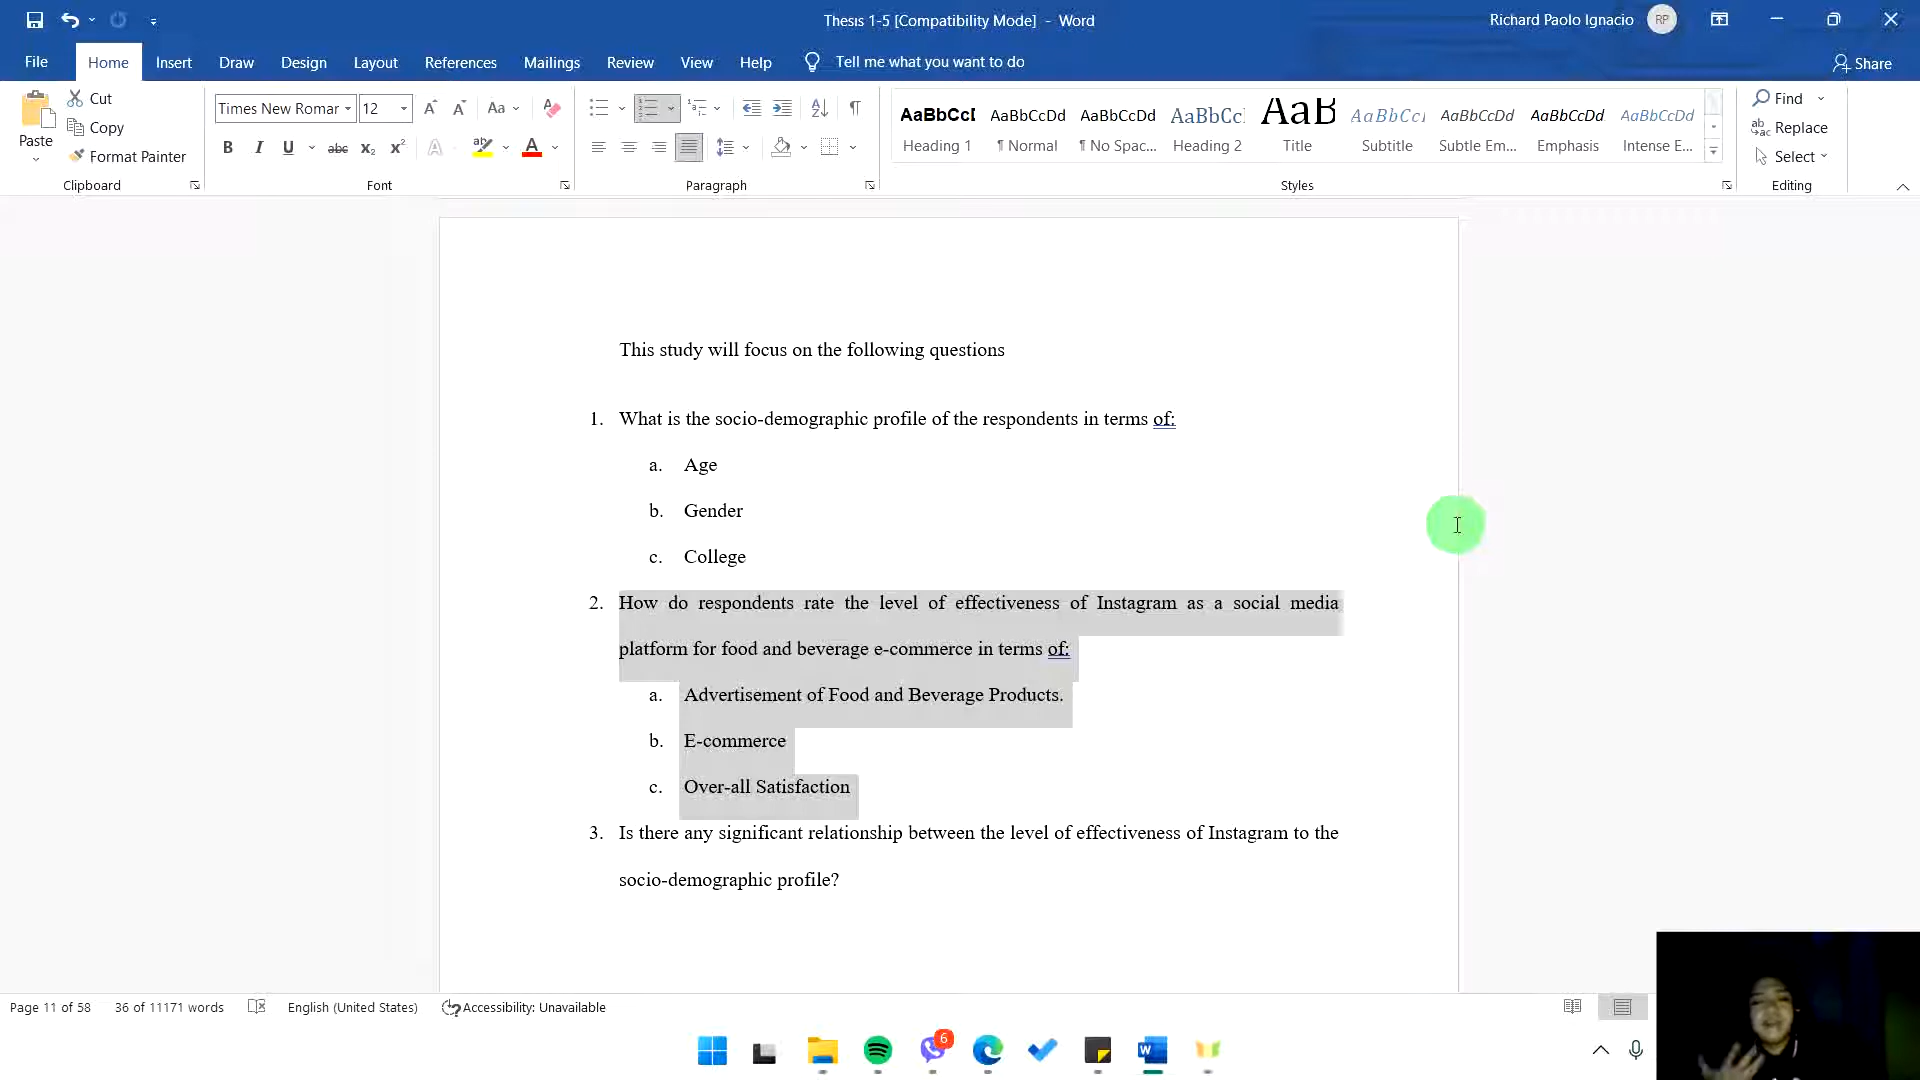 Thesis 1-5 [Compatibility Mode] - Word
Richard Paolo Ignacio
RP
File
Home
Insert
Draw
Design
Layout
References
Mailings
Review
View
Help
Tell me what you want to do
Share
Paste
Cut
Copy
Format Painter
Clipboard
Times New Romar
12
Aa
B I U abc x₂ x² A A
Font
Paragraph
AaBbCcI
Heading 1
AaBbCcDd
¶ Normal
AaBbCcDd
¶ No Spac...
AaBbCc
Heading 2
AaB
Title
AaBbCcI
Subtitle
AaBbCcDd
Subtle Em...
AaBbCcDd
Emphasis
AaBbCcDd
Intense E...
Styles
Find
Replace
Select
Editing
This study will focus on the following questions
1. What is the socio-demographic profile of the respondents in terms of:
a. Age
b. Gender
c. College
2. How do respondents rate the level of effectiveness of Instagram as a social media
platform for food and beverage e-commerce in terms of:
a. Advertisement of Food and Beverage Products.
b. E-commerce
c. Over-all Satisfaction
3. Is there any significant relationship between the level of effectiveness of Instagram to the
socio-demographic profile?
Page 11 of 58
36 of 11171 words
English (United States)
Accessibility: Unavailable
6